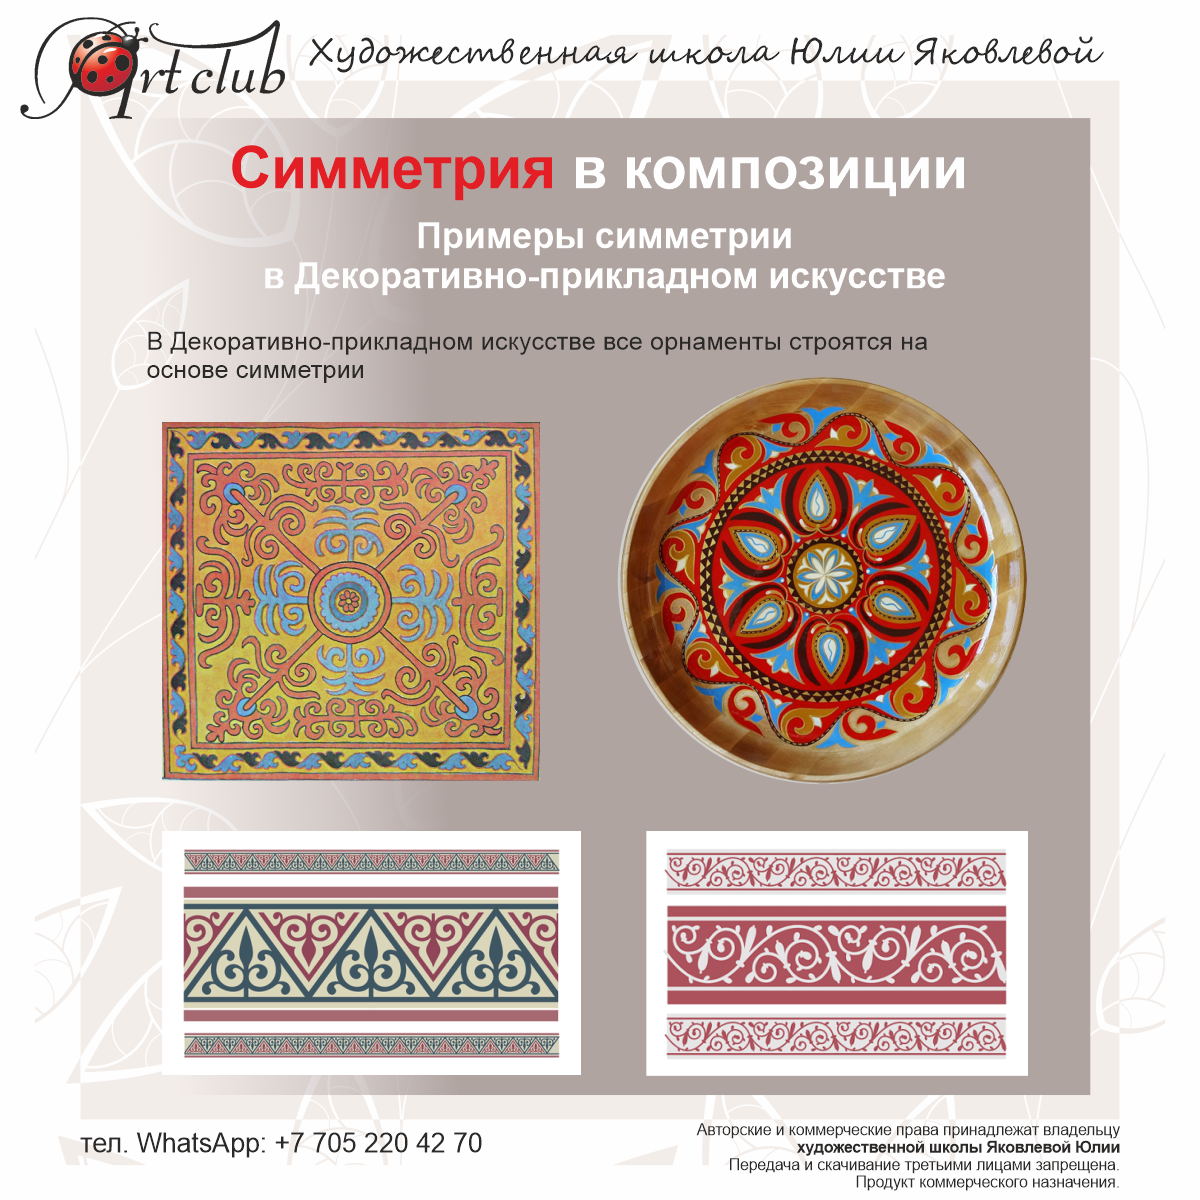 Art club
Художественная школа Юлии Яковлевой
Симметрия в композиции
Примеры симметрии
в Декоративно-прикладном искусстве
В Декоративно-прикладном искусстве все орнаменты строятся на
основе симметрии
тел. WhatsApp: +7 705 220 42 70
Авторские и коммерческие права принадлежат владельцу
художественной школы Яковлевой Юлии
Передача и скачивание третьими лицами запрещена.
Продукт коммерческого назначения.